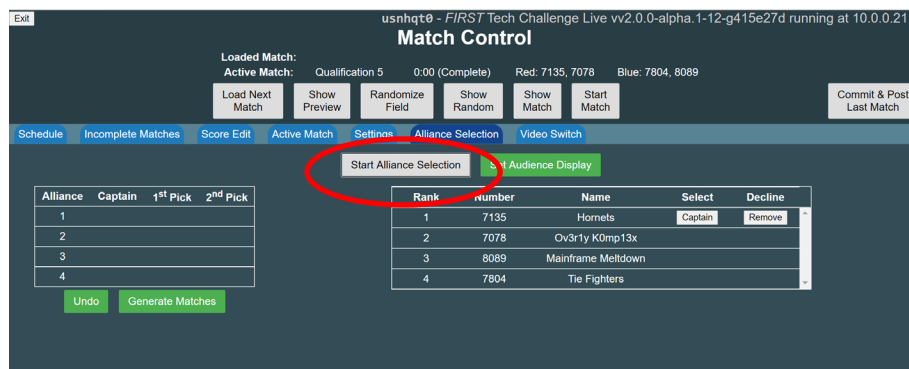 Exit
usnhqt0 - FIRST Tech Challenge Live vv2.0.0-alpha.1-12-g415e27d running at 10.0.0.21
Match Control
Loaded Match:
Active Match: Qualification 5 0:00 (Complete) Red: 7135, 7078 Blue: 7804, 8089
Load Next Match Show Preview Randomize Field Show Random Show Match Start Match Commit & Post Last Match
Schedule Incomplete Matches Score Edit Active Match Settings Alliance Selection Video Switch
Start Alliance Selection Set Audience Display
Alliance Captain 1st Pick 2nd Pick
1
2
3
4
Undo Generate Matches
Rank Number Name Select Decline
1 7135 Hornets Captain Remove
2 7078 Ov3r1y K0mp13x
3 8089 Mainframe Meltdown
4 7804 Tie Fighters